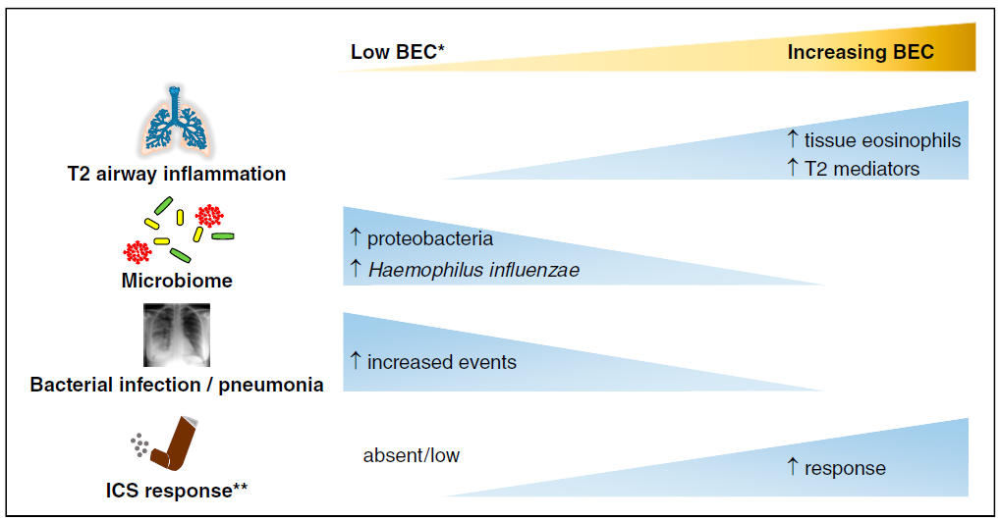 Low BEC*
Increasing BEC
T2 airway inflammation
↑ tissue eosinophils
↑ T2 mediators
Microbiome
↑ proteobacteria
↑ Haemophilus influenzae
Bacterial infection / pneumonia
↑ increased events
ICS response**
absent/low
↑ response